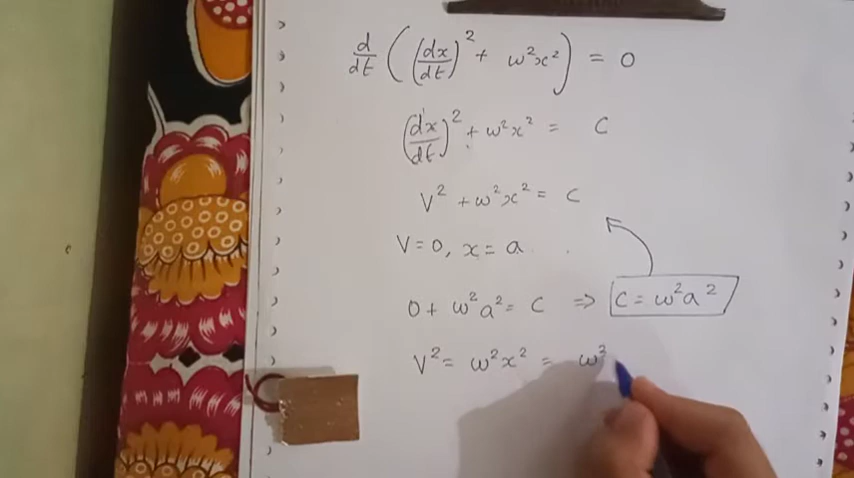 d/dt ((dx/dt)² + ω²x²) = 0
(dx/dt)² + ω²x² = C
V² + ω²x² = C
V = 0, x = a
0 + ω²a² = C ⇒ C = ω²a²
V² = ω²x² = ω²